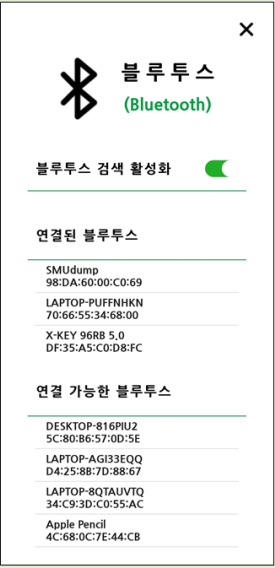 블루투스
(Bluetooth)
블루투스 검색 활성화
연결된 블루투스
SMUdump
98:DA:60:00:C0:69
LAPTOP-PUFFNHKN
70:66:55:34:68:00
X-KEY 96RB 5.0
DF:35:A5:C0:D8:FC
연결 가능한 블루투스
DESKTOP-816PIU2
5C:80:B6:57:0D:5E
LAPTOP-AGI33EQQ
D4:25:8B:7D:88:67
LAPTOP-8QTAUVTQ
34:C9:3D:C0:55:AC
Apple Pencil
4C:68:0C:7E:44:CB